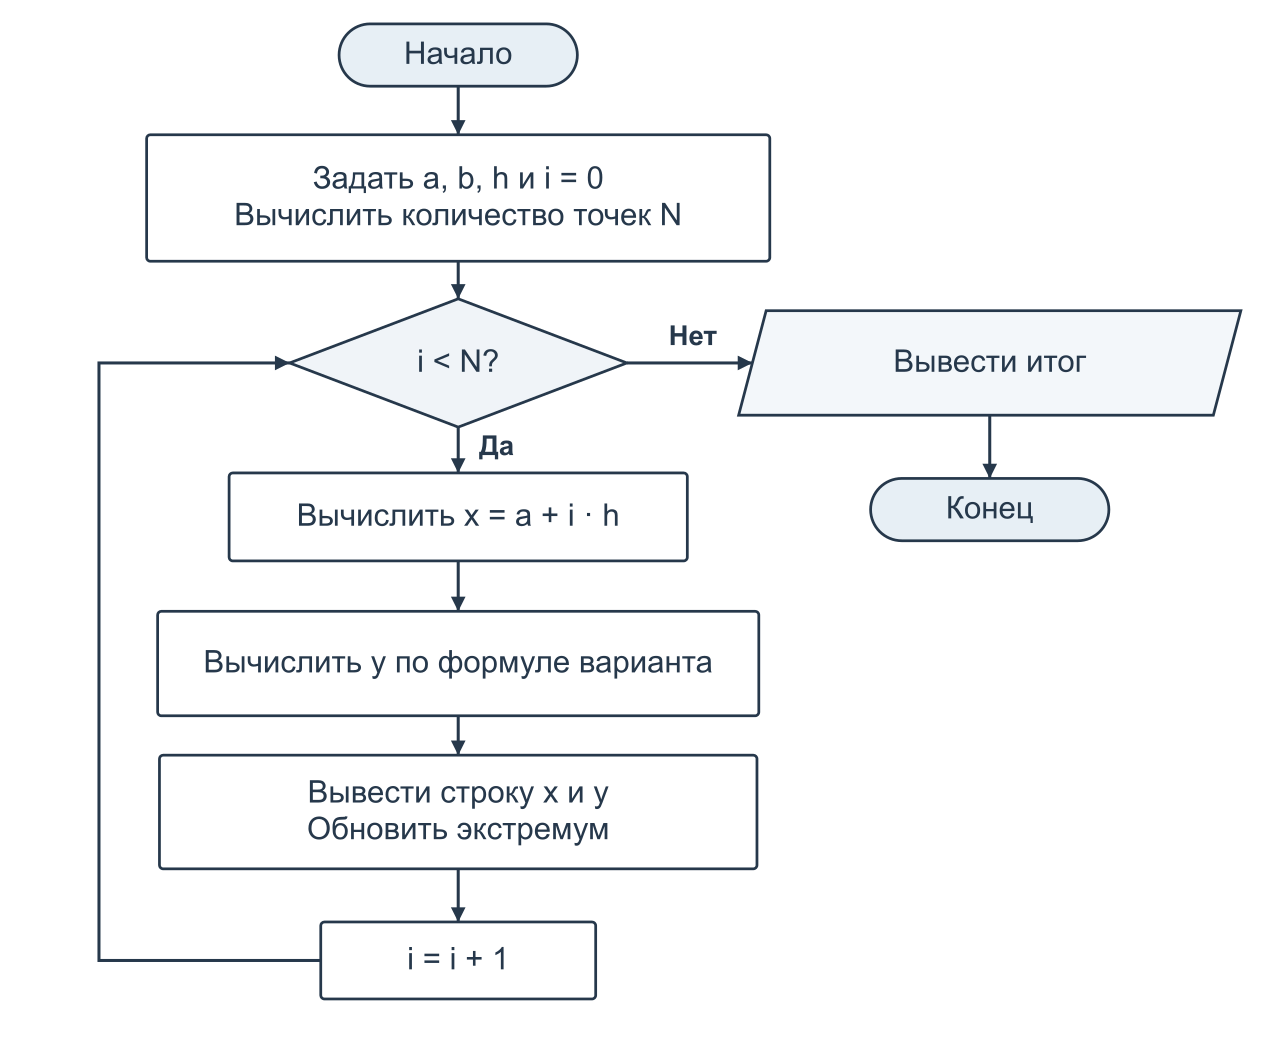 Начало
Задать a, b, h и i = 0
Вычислить количество точек N
i < N?
Нет
Вывести итог
Да
Вычислить x = a + i · h
Конец
Вычислить y по формуле варианта
Вывести строку x и y
Обновить экстремум
i = i + 1